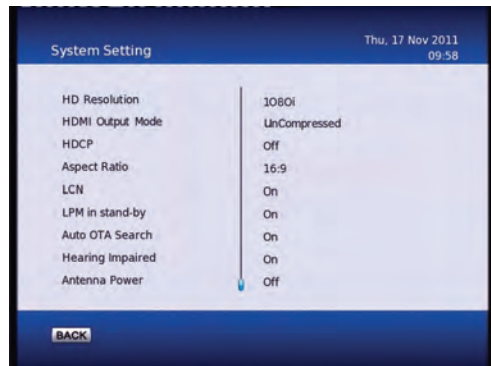 System Setting
Thu, 17 Nov 2011
09:58
HD Resolution 1080i
HDMI Output Mode UnCompressed
HDCP Off
Aspect Ratio 16:9
LCN On
LPM in stand-by On
Auto OTA Search On
Hearing Impaired On
Antenna Power Off
BACK